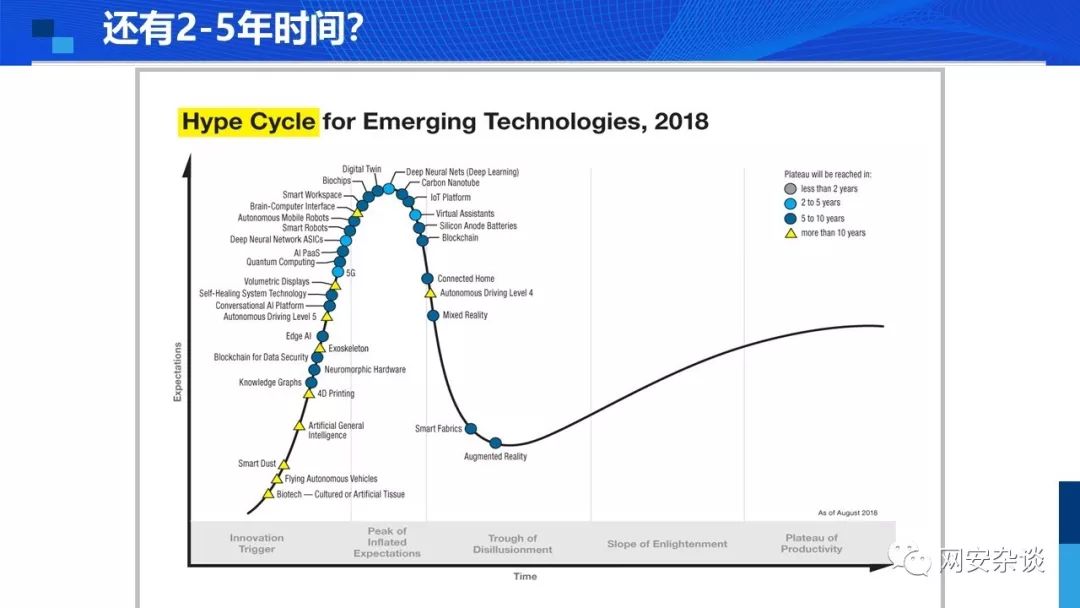 还有2-5年时间？
Hype Cycle for Emerging Technologies, 2018
Digital Twin
Biochips
Smart Workspace
Brain-Computer Interface
Autonomous Mobile Robots
Smart Robots
Deep Neural Network ASICs
AI PaaS
Quantum Computing
5G
Volumetric Displays
Self-Healing System Technology
Conversational AI Platform
Autonomous Driving Level 5
Edge AI
Exoskeleton
Blockchain for Data Security
Neuromorphic Hardware
Knowledge Graphs
4D Printing
Artificial General
Intelligence
Smart Dust
Flying Autonomous Vehicles
Biotech — Cultured or Artificial Tissue
Deep Neural Nets (Deep Learning)
Carbon Nanotube
IoT Platform
Virtual Assistants
Silicon Anode Batteries
Blockchain
Connected Home
Autonomous Driving Level 4
Mixed Reality
Smart Fabrics
Augmented Reality
Plateau will be reached in:
less than 2 years
2 to 5 years
5 to 10 years
more than 10 years
Expectations
As of August 2018
Innovation
Trigger
Peak of
Inflated
Expectations
Trough of
Disillusionment
Slope of Enlightenment
Plateau of
Productivity
Time
网安杂谈